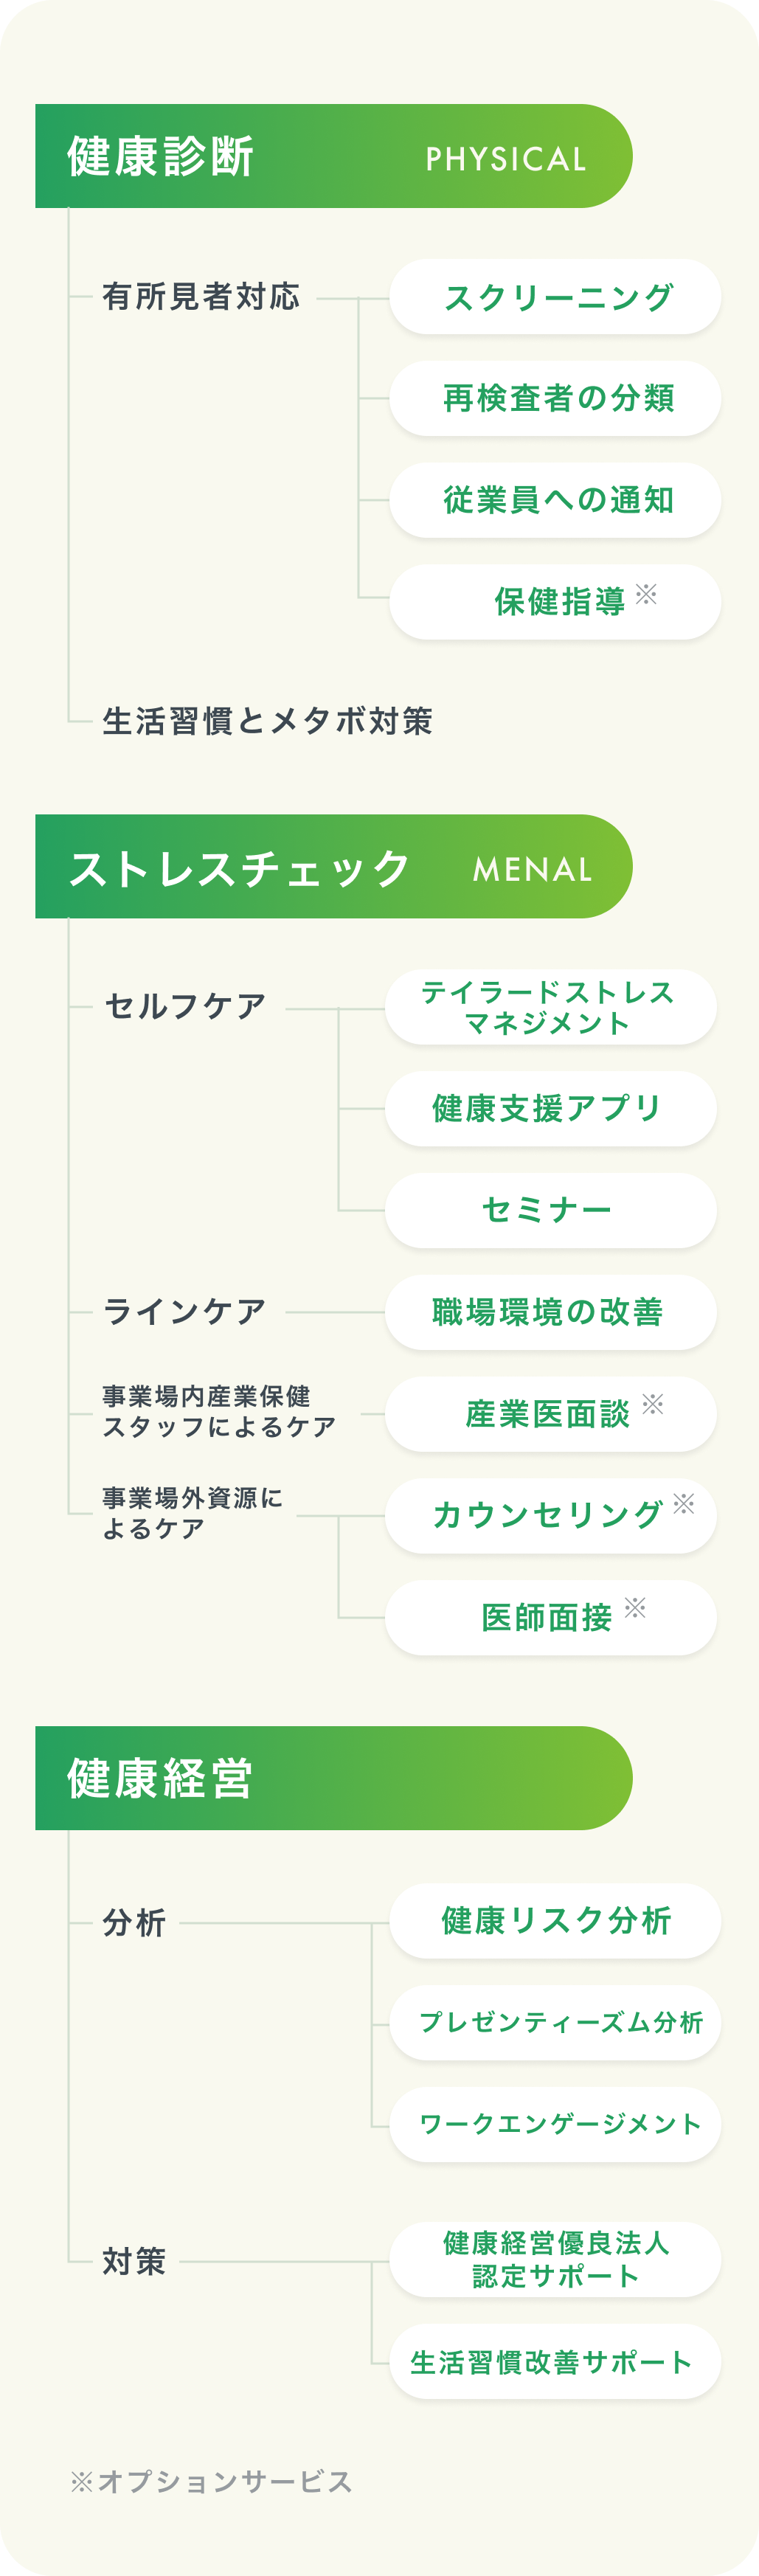 健康診断 PHYSICAL
有所見者対応
スクリーニング
再検査者の分類
従業員への通知
保健指導 ※
生活習慣とメタボ対策
ストレスチェック MENAL
セルフケア
テイラードストレス
マネジメント
健康支援アプリ
セミナー
ラインケア
職場環境の改善
事業場内産業保健
スタッフによるケア
産業医面談 ※
事業場外資源に
よるケア
カウンセリング ※
医師面接 ※
健康経営
分析
健康リスク分析
プレゼンティーズム分析
ワークエンゲージメント
対策
健康経営優良法人
認定サポート
生活習慣改善サポート
※オプションサービス